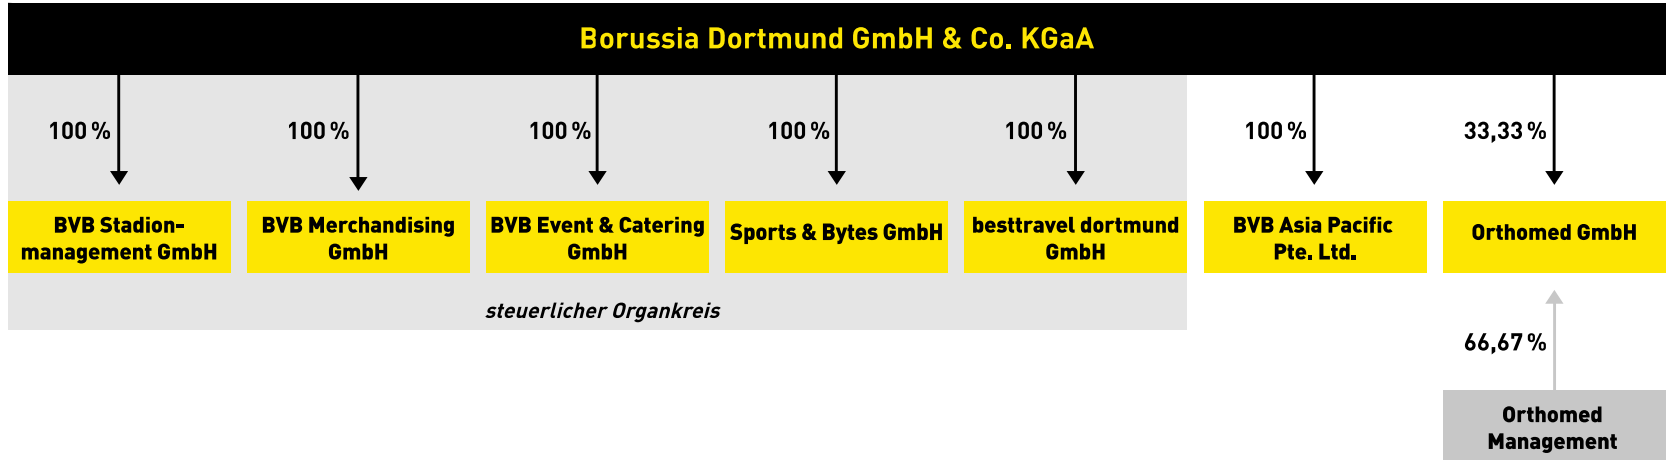 Borussia Dortmund GmbH & Co. KGaA
100 %
100 %
100 %
100 %
100 %
100 %
33,33 %
BVB Stadion-
management GmbH
BVB Merchandising
GmbH
BVB Event & Catering
GmbH
Sports & Bytes GmbH
besttravel dortmund
GmbH
BVB Asia Pacific
Pte. Ltd.
Orthomed GmbH
steuerlicher Organkreis
66,67 %
Orthomed
Management